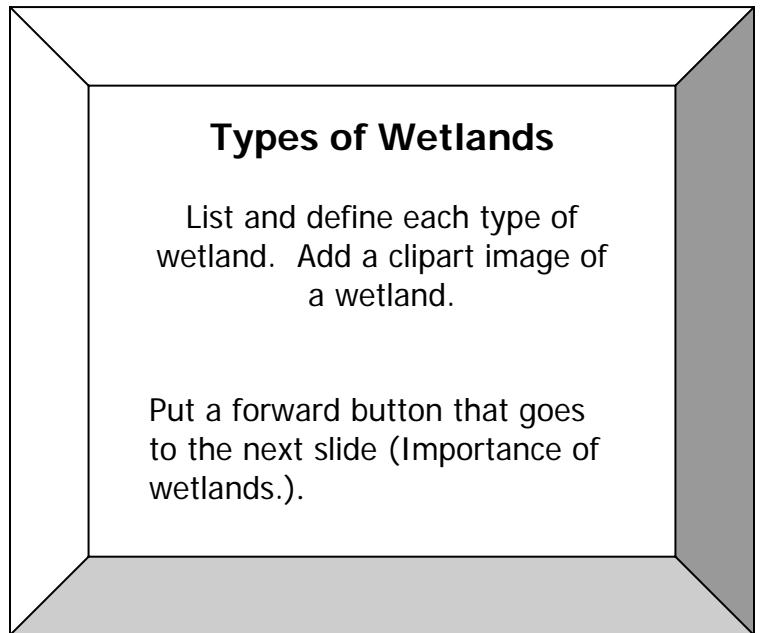 Types of Wetlands
List and define each type of
wetland.  Add a clipart image of
a wetland.
Put a forward button that goes
to the next slide (Importance of
wetlands.).